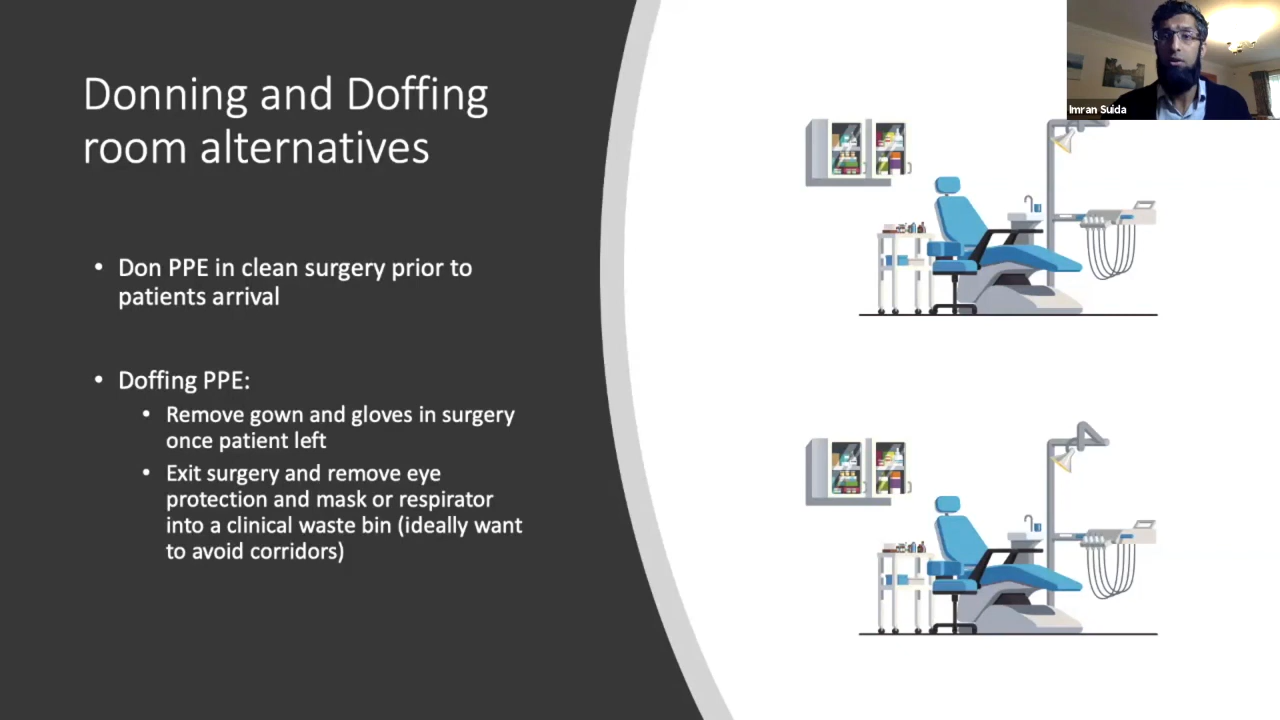 Donning and Doffing
room alternatives
• Don PPE in clean surgery prior to
patients arrival
• Doffing PPE:
• Remove gown and gloves in surgery
once patient left
• Exit surgery and remove eye
protection and mask or respirator
into a clinical waste bin (ideally want
to avoid corridors)
Imran Suida